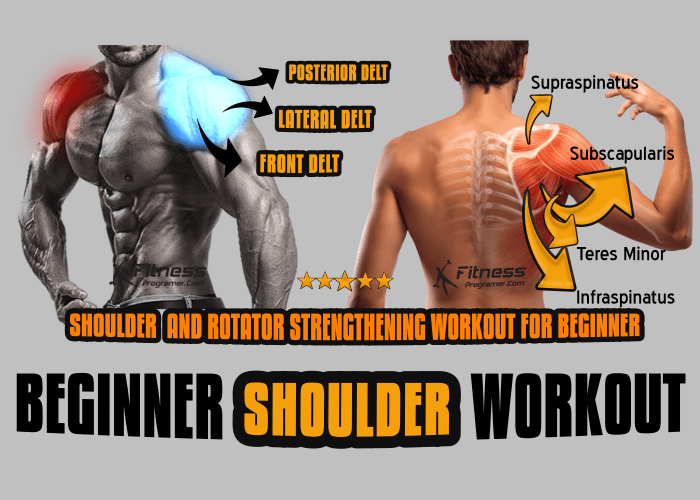 POSTERIOR DELT
LATERAL DELT
FRONT DELT
Supraspinatus
Subscapularis
Teres Minor
Infraspinatus
Fitness
Programer.Com
Fitness
Programer.Com
SHOULDER AND ROTATOR STRENGTHENING WORKOUT FOR BEGINNER
BEGINNER SHOULDER WORKOUT